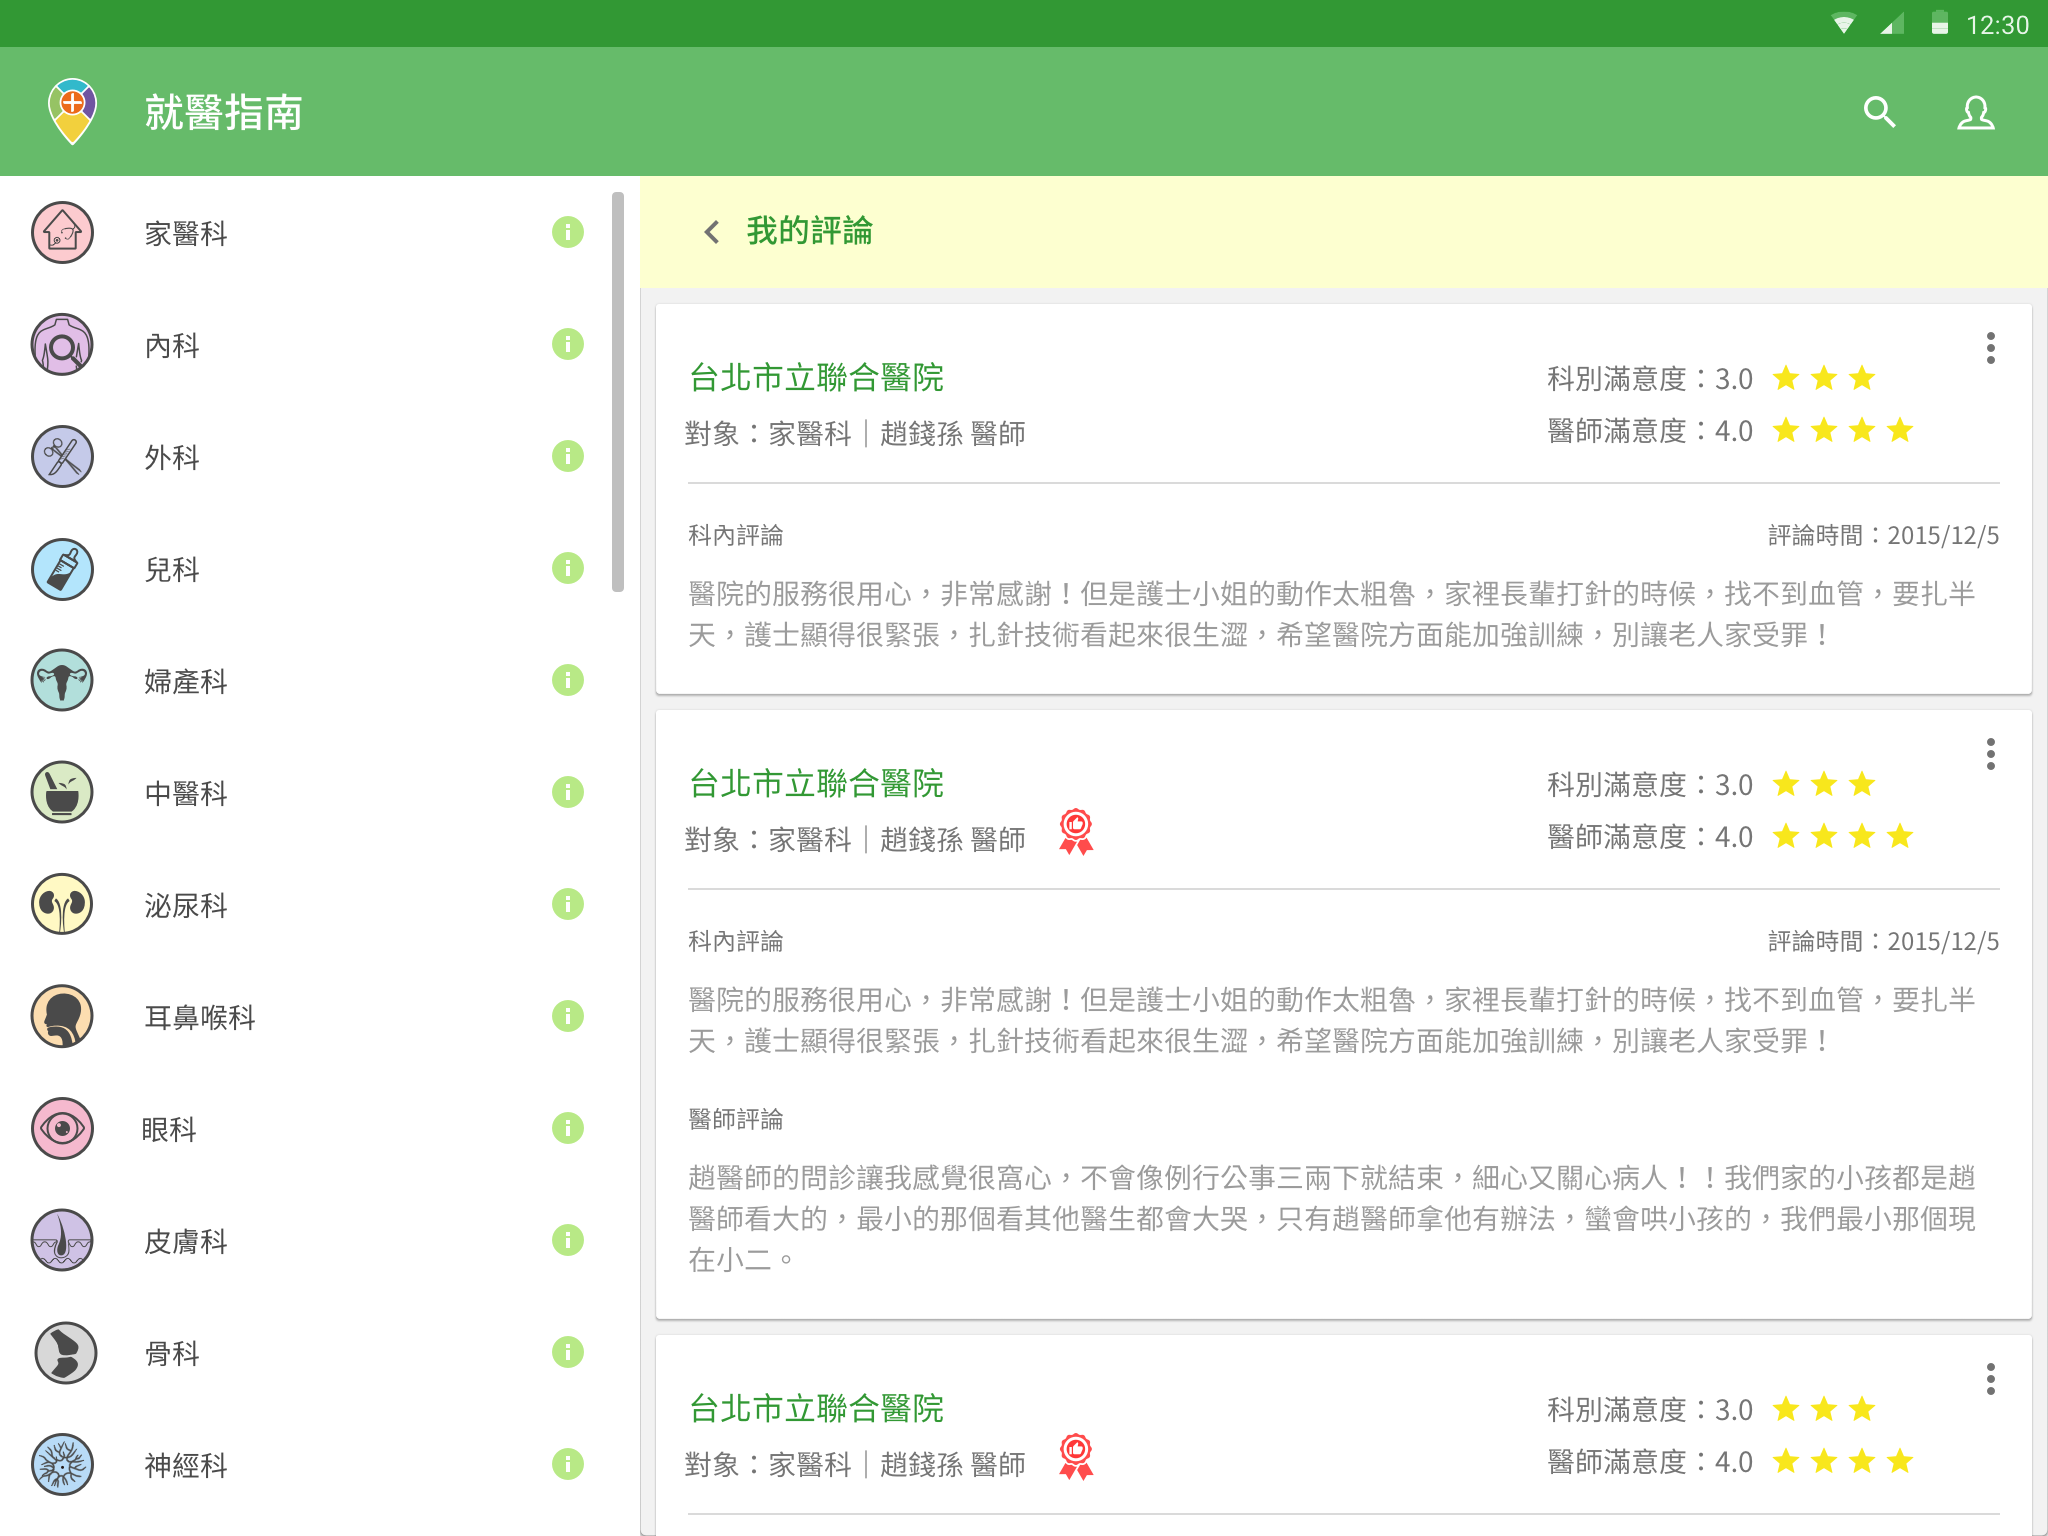 12:30
就醫指南
家醫科
內科
外科
兒科
婦產科
中醫科
泌尿科
耳鼻喉科
眼科
皮膚科
骨科
神經科
我的評論
台北市立聯合醫院
對象：家醫科｜趙錢孫 醫師
科別滿意度：3.0
醫師滿意度：4.0
科內評論
評論時間：2015/12/5
醫院的服務很用心，非常感謝！但是護士小姐的動作太粗魯，家裡長輩打針的時候，找不到血管，要扎半
天，護士顯得很緊張，扎針技術看起來很生澀，希望醫院方面能加強訓練，別讓老人家受罪！
台北市立聯合醫院
對象：家醫科｜趙錢孫 醫師
科別滿意度：3.0
醫師滿意度：4.0
科內評論
評論時間：2015/12/5
醫院的服務很用心，非常感謝！但是護士小姐的動作太粗魯，家裡長輩打針的時候，找不到血管，要扎半
天，護士顯得很緊張，扎針技術看起來很生澀，希望醫院方面能加強訓練，別讓老人家受罪！
醫師評論
趙醫師的問診讓我感覺很窩心，不會像例行公事三兩下就結束，細心又關心病人！！我們家的小孩都是趙
醫師看大的，最小的那個看其他醫生都會大哭，只有趙醫師拿他有辦法，蠻會哄小孩的，我們最小那個現
在小二。
台北市立聯合醫院
對象：家醫科｜趙錢孫 醫師
科別滿意度：3.0
醫師滿意度：4.0